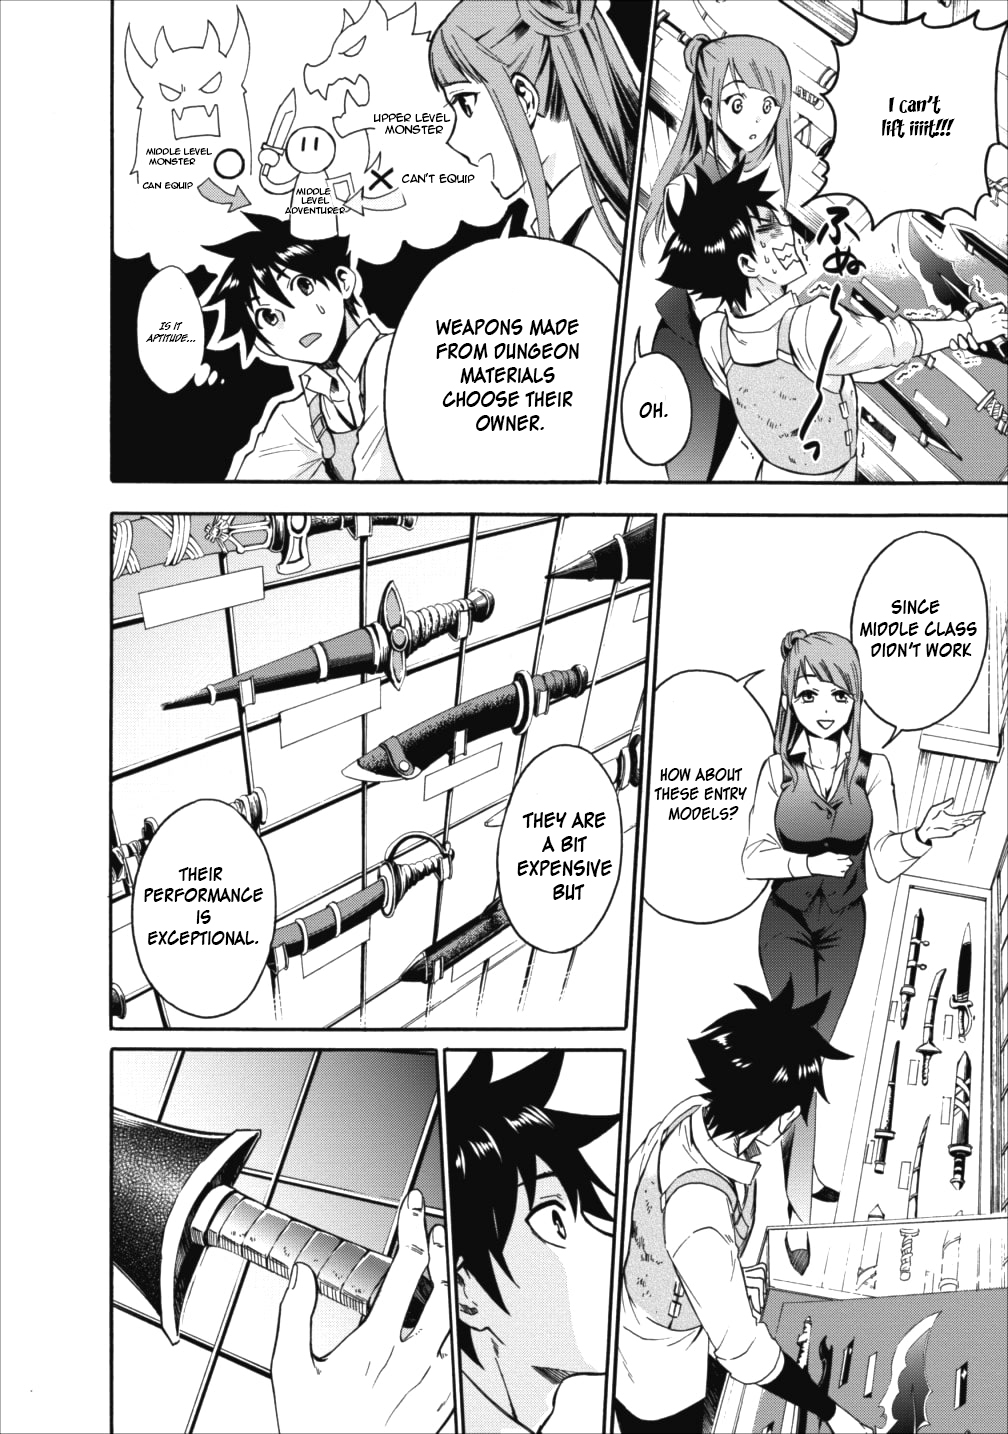 I can't
lift iiiit!!!
ふ
ぬ
〜
っ
OH.
WEAPONS MADE
FROM DUNGEON
MATERIALS
CHOOSE THEIR
OWNER.
UPPER LEVEL
MONSTER
CAN'T EQUIP
MIDDLE LEVEL
MONSTER
CAN EQUIP
MIDDLE
LEVEL
ADVENTURER
IS IT
APTITUDE...
SINCE
MIDDLE CLASS
DIDN'T WORK
HOW ABOUT
THESE ENTRY
MODELS?
THEY ARE
A BIT
EXPENSIVE
BUT
THEIR
PERFORMANCE
IS
EXCEPTIONAL.